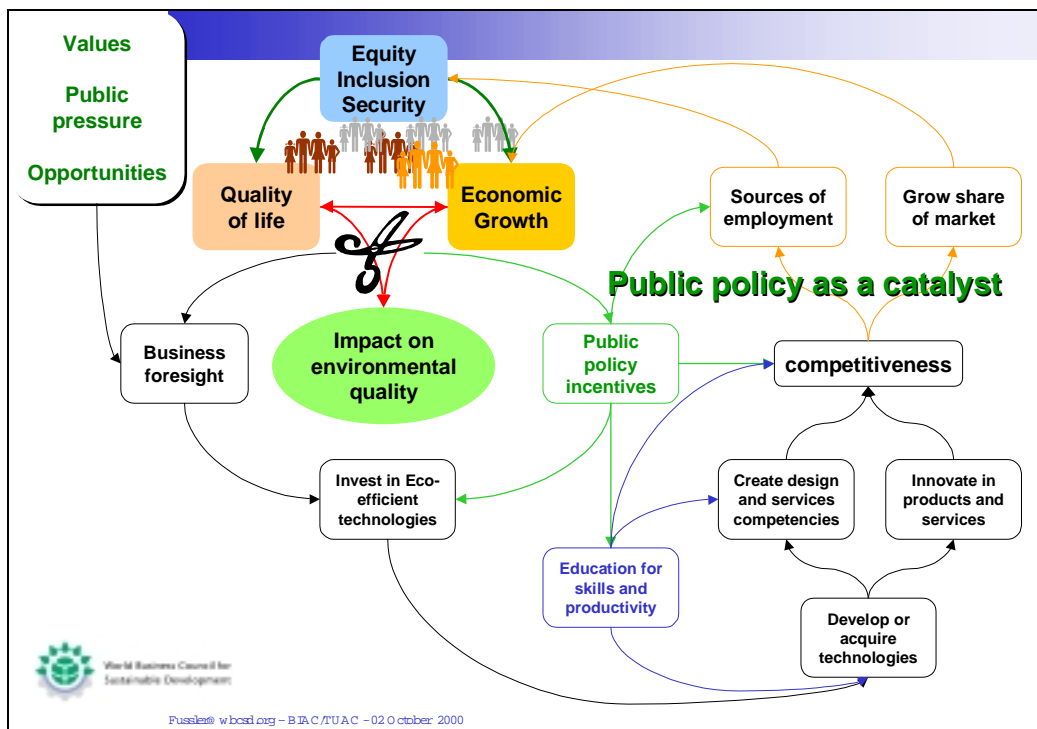 Values
Public
pressure
Opportunities
Equity
Inclusion
Security
Quality
of life
Economic
Growth
Sources of
employment
Grow share
of market
Public policy as a catalyst
Business
foresight
Impact on
environmental
quality
Public
policy
incentives
competitiveness
Invest in Eco-
efficient
technologies
Create design
and services
competencies
Innovate in
products and
services
Education for
skills and
productivity
Develop or
acquire
technologies
World Business Council for
Sustainable Development
Fussler@wbcsd.org – BIAC/TUAC - 02 October 2000